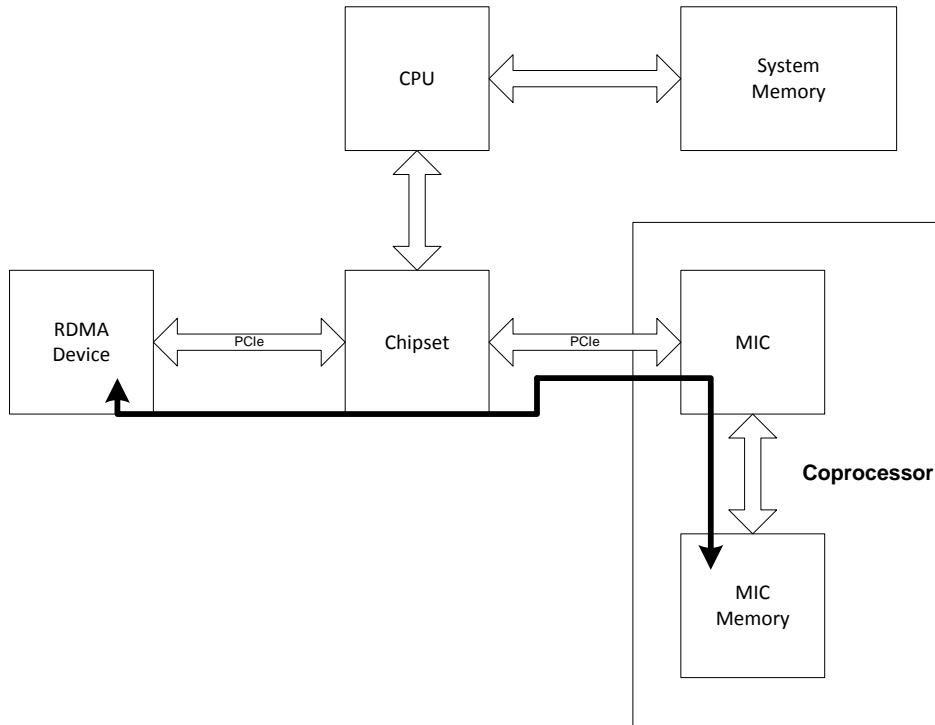 CPU
System
Memory
RDMA
Device
PCIe
Chipset
PCIe
MIC
Coprocessor
MIC
Memory